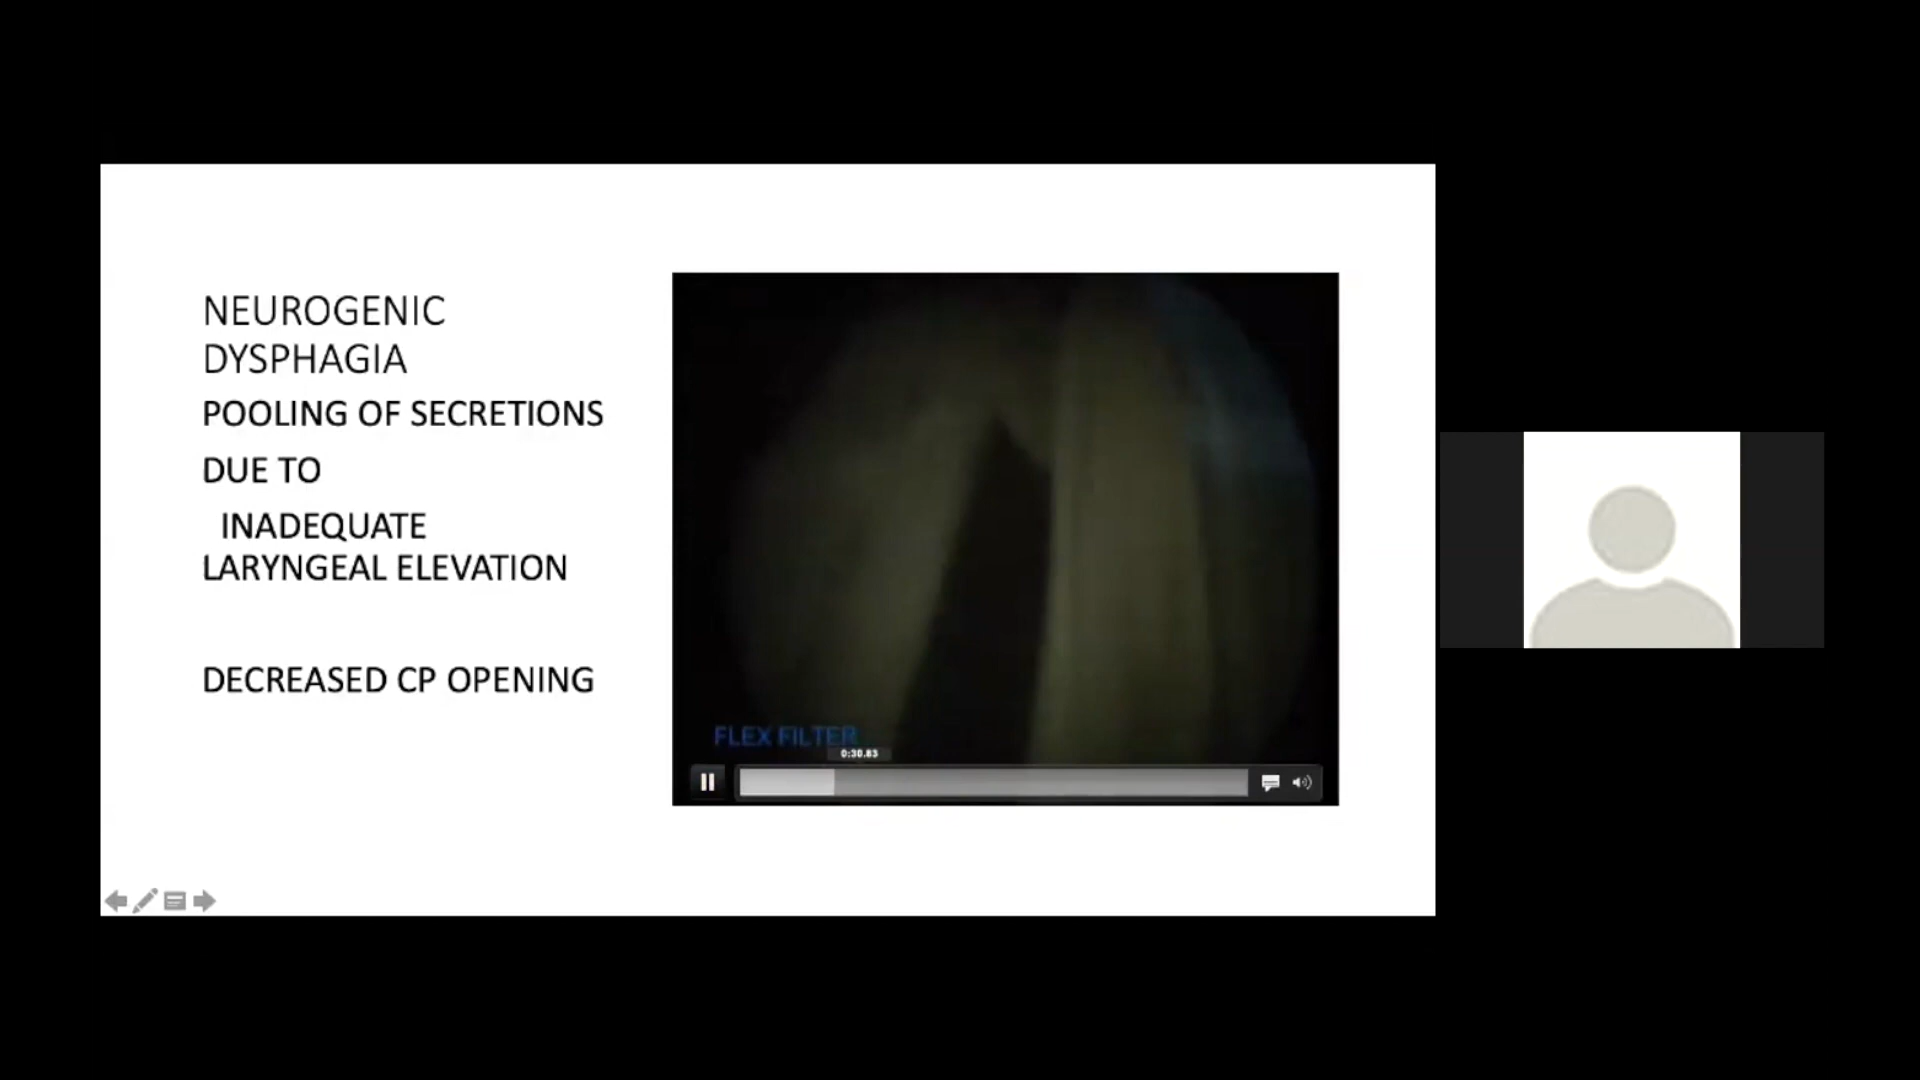 NEUROGENIC
DYSPHAGIA
POOLING OF SECRETIONS
DUE TO
INADEQUATE
LARYNGEAL ELEVATION
DECREASED CP OPENING
FLEX FILTER
0:30.83